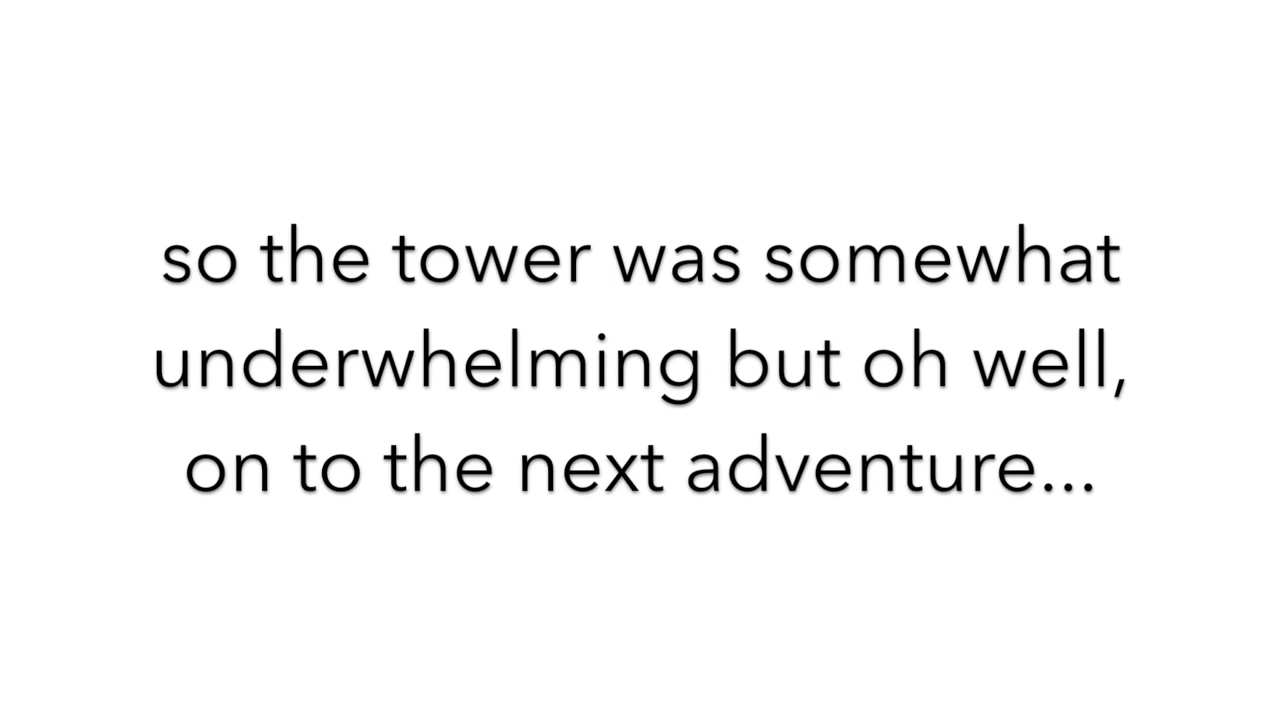 so the tower was somewhat
underwhelming but oh well,
on to the next adventure...